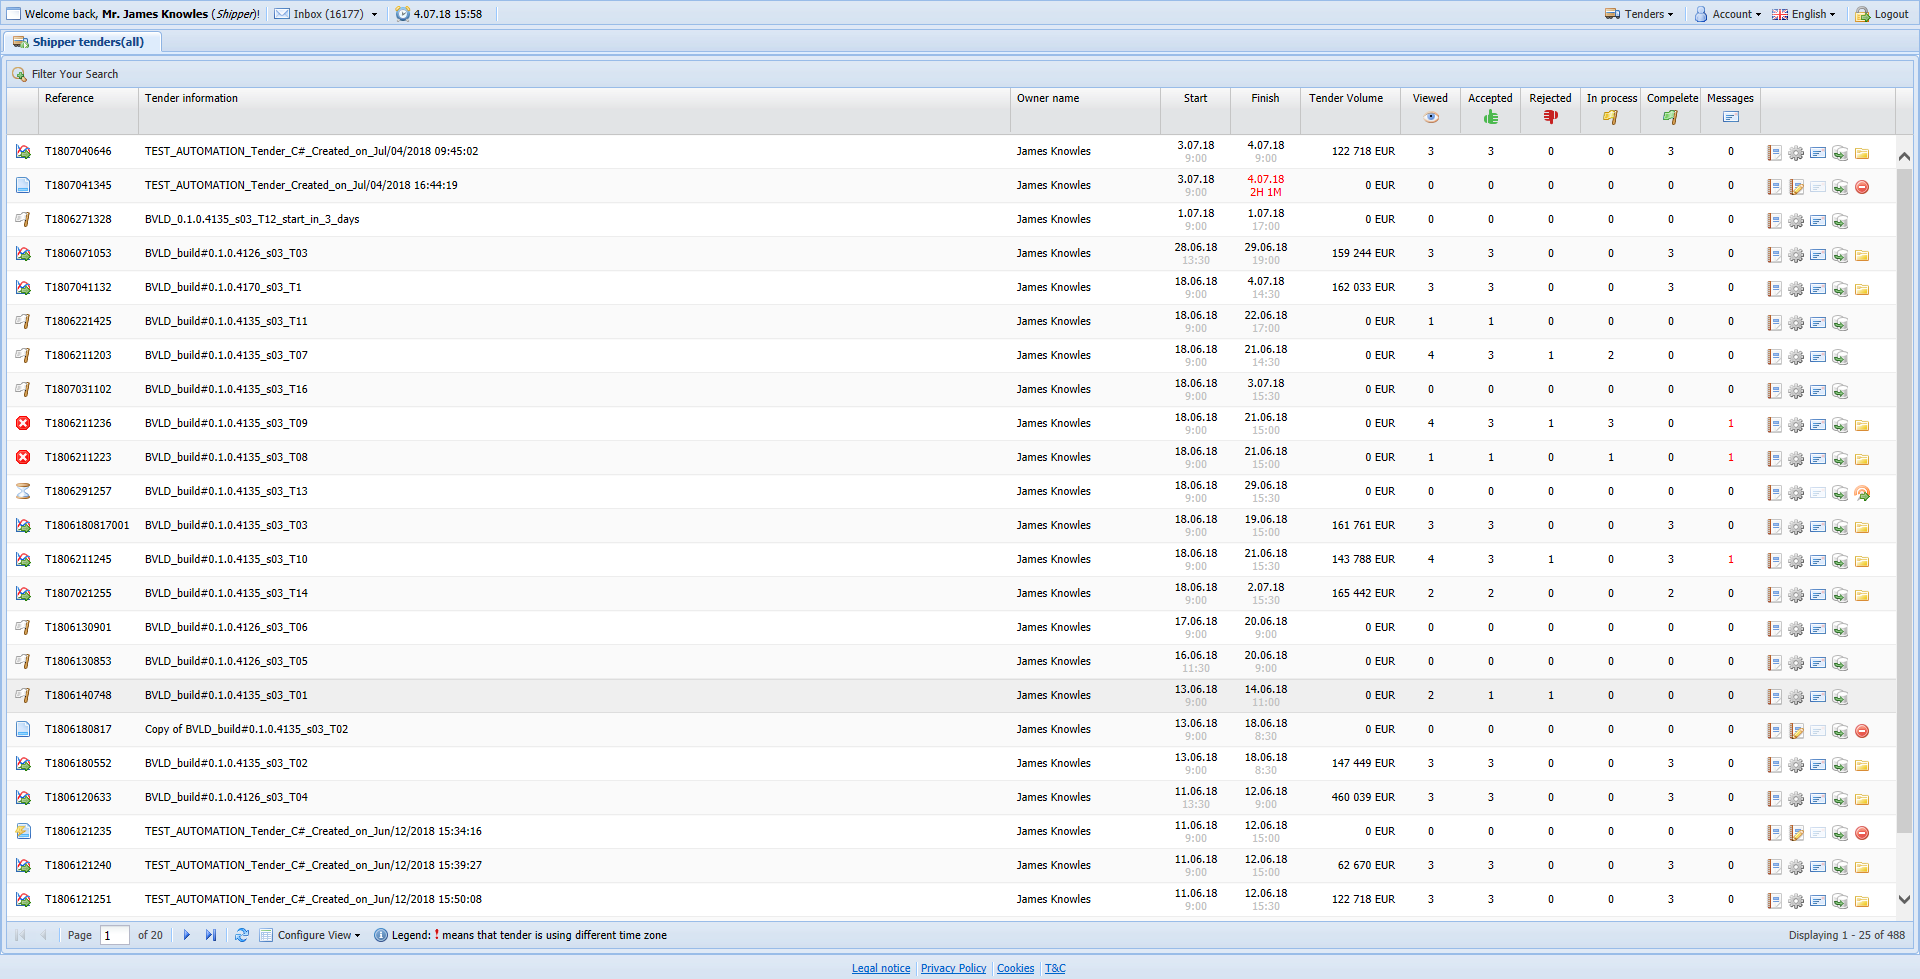 Welcome back, Mr. James Knowles (Shipper)! Inbox (16177) 4.07.18 15:58 Tenders Account English Logout
Shipper tenders(all)
Filter Your Search
Reference Tender information Owner name Start Finish Tender Volume Viewed Accepted Rejected In process Compelete Messages
T1807040646 TEST_AUTOMATION_Tender_C#_Created_on_Jul/04/2018 09:45:02 James Knowles 3.07.18 4.07.18 122 718 EUR 3 3 0 0 3 0
9:00 9:00
T1807041345 TEST_AUTOMATION_Tender_Created_on_Jul/04/2018 16:44:19 James Knowles 3.07.18 4.07.18 0 EUR 0 0 0 0 0 0
9:00 2H 1M
T1806271328 BVLD_0.1.0.4135_s03_T12_start_in_3_days James Knowles 1.07.18 1.07.18 0 EUR 0 0 0 0 0 0
9:00 17:00
T1806071053 BVLD_build#0.1.0.4126_s03_T03 James Knowles 28.06.18 29.06.18 159 244 EUR 3 3 0 0 3 0
13:30 19:00
T1807041132 BVLD_build#0.1.0.4170_s03_T1 James Knowles 18.06.18 4.07.18 162 033 EUR 3 3 0 0 3 0
9:00 14:30
T1806221425 BVLD_build#0.1.0.4135_s03_T11 James Knowles 18.06.18 22.06.18 0 EUR 1 1 0 0 0 0
9:00 17:00
T1806211203 BVLD_build#0.1.0.4135_s03_T07 James Knowles 18.06.18 21.06.18 0 EUR 4 3 1 2 0 0
9:00 14:30
T1807031102 BVLD_build#0.1.0.4135_s03_T16 James Knowles 18.06.18 3.07.18 0 EUR 0 0 0 0 0 0
9:00 15:30
T1806211236 BVLD_build#0.1.0.4135_s03_T09 James Knowles 18.06.18 21.06.18 0 EUR 4 3 1 3 0 1
9:00 15:00
T1806211223 BVLD_build#0.1.0.4135_s03_T08 James Knowles 18.06.18 21.06.18 0 EUR 1 1 0 1 0 1
9:00 15:00
T1806291257 BVLD_build#0.1.0.4135_s03_T13 James Knowles 18.06.18 29.06.18 0 EUR 0 0 0 0 0 0
9:00 15:30
T1806180817001 BVLD_build#0.1.0.4135_s03_T03 James Knowles 18.06.18 19.06.18 161 761 EUR 3 3 0 0 3 0
9:00 15:00
T1806211245 BVLD_build#0.1.0.4135_s03_T10 James Knowles 18.06.18 21.06.18 143 788 EUR 4 3 1 0 3 1
9:00 15:30
T1807021255 BVLD_build#0.1.0.4135_s03_T14 James Knowles 18.06.18 2.07.18 165 442 EUR 2 2 0 0 2 0
9:00 15:30
T1806130901 BVLD_build#0.1.0.4126_s03_T06 James Knowles 17.06.18 20.06.18 0 EUR 0 0 0 0 0 0
9:00 9:00
T1806130853 BVLD_build#0.1.0.4126_s03_T05 James Knowles 16.06.18 20.06.18 0 EUR 0 0 0 0 0 0
11:30 9:00
T1806140748 BVLD_build#0.1.0.4135_s03_T01 James Knowles 13.06.18 14.06.18 0 EUR 2 1 1 0 0 0
9:00 11:00
T1806180817 Copy of BVLD_build#0.1.0.4135_s03_T02 James Knowles 13.06.18 18.06.18 0 EUR 0 0 0 0 0 0
9:00 8:30
T1806180552 BVLD_build#0.1.0.4135_s03_T02 James Knowles 13.06.18 18.06.18 147 449 EUR 3 3 0 0 3 0
9:00 8:30
T1806120633 BVLD_build#0.1.0.4126_s03_T04 James Knowles 11.06.18 12.06.18 460 039 EUR 3 3 0 0 3 0
13:30 9:00
T1806121235 TEST_AUTOMATION_Tender_C#_Created_on_Jun/12/2018 15:34:16 James Knowles 11.06.18 12.06.18 0 EUR 0 0 0 0 0 0
9:00 15:00
T1806121240 TEST_AUTOMATION_Tender_C#_Created_on_Jun/12/2018 15:39:27 James Knowles 11.06.18 12.06.18 62 670 EUR 3 3 0 0 3 0
9:00 15:00
T1806121251 TEST_AUTOMATION_Tender_C#_Created_on_Jun/12/2018 15:50:08 James Knowles 11.06.18 12.06.18 122 718 EUR 3 3 0 0 3 0
9:00 15:30
Page 1 of 20 Configure View Legend: ! means that tender is using different time zone Displaying 1 - 25 of 488
Legal notice Privacy Policy Cookies T&C